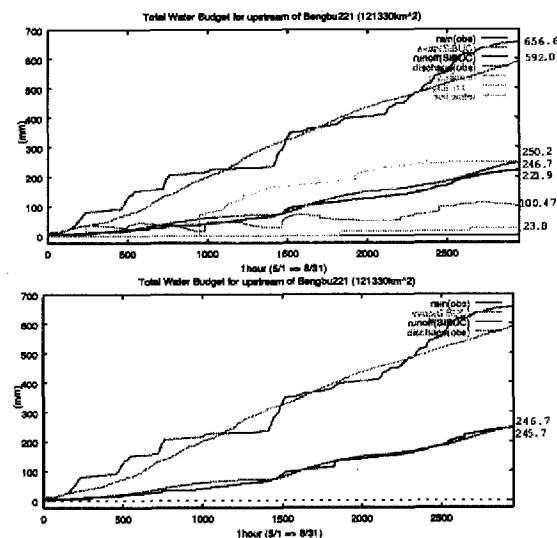 Total Water Budget for upstream of Bengbu221 (121330km^2)
700
600
500
400
300
200
100
0
(mm)
rain(obs)
runoff(SiBUC)
discharge(obs)
656.6
592.0
250.2
246.7
109.47
23.8
0 500 1000 1500 2000 2500
1hour (5/1 => 8/31)
Total Water Budget for upstream of Bengbu221 (121330km^2)
700
600
500
400
300
200
100
0
(mm)
rain(obs)
runoff(SiBUC)
discharge(obs)
246.7
245.7
0 500 1000 1500 2000 2500
1hour (5/1 => 8/31)